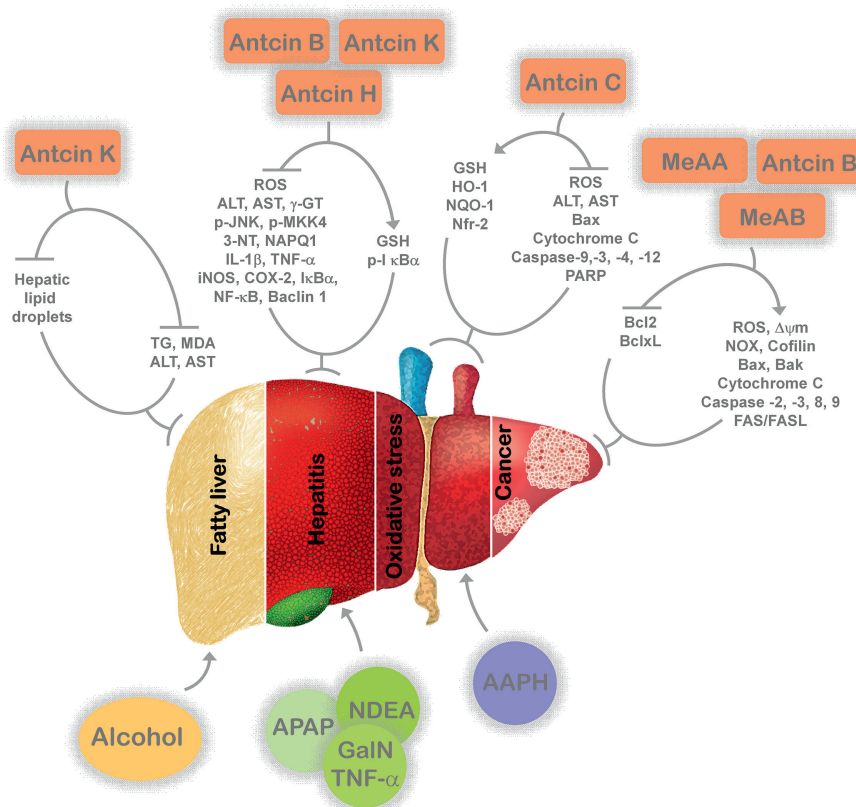 Antcin B
Antcin K
Antcin H
Antcin C
Antcin K
MeAA
Antcin B
MeAB
ROS
ALT, AST, γ-GT
p-JNK, p-MKK4
3-NT, NAPQ1
IL-1β, TNF-α
iNOS, COX-2, IκBα,
NF-κB, Baclin 1
GSH
p-I κBα
GSH
HO-1
NQO-1
Nfr-2
ROS
ALT, AST
Bax
Cytochrome C
Caspase-9,-3, -4, -12
PARP
Hepatic
lipid
droplets
TG, MDA
ALT, AST
Bcl2
BclxL
ROS, Δψm
NOX, Cofilin
Bax, Bak
Cytochrome C
Caspase -2, -3, 8, 9
FAS/FASL
Fatty liver
Hepatitis
Oxidative stress
Cancer
Alcohol
APAP
NDEA
GalN
TNF-α
AAPH